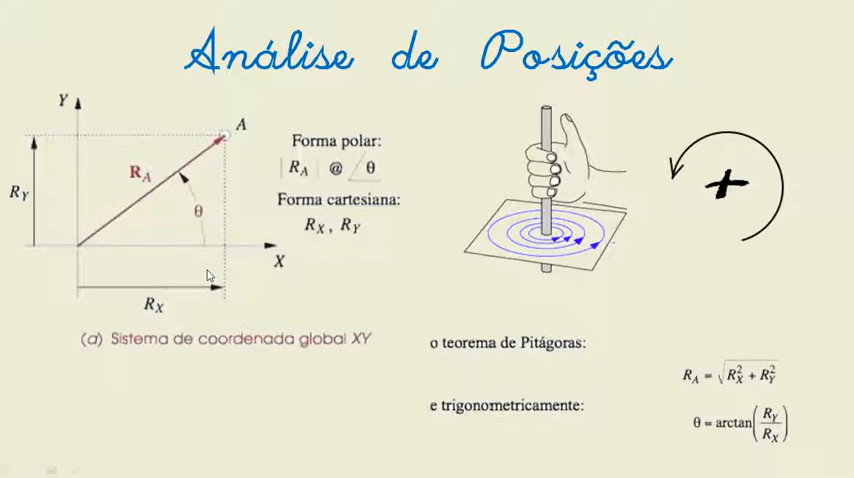 Análise de Posições
Y
A
R_A
R_Y
θ
X
R_X
(a) Sistema de coordenada global XY
Forma polar:
|R_A| @ ∠θ
Forma cartesiana:
R_X , R_Y
+
o teorema de Pitágoras:
R_A = √(R_X² + R_Y²)
e trigonometricamente:
θ = arctan(R_Y / R_X)